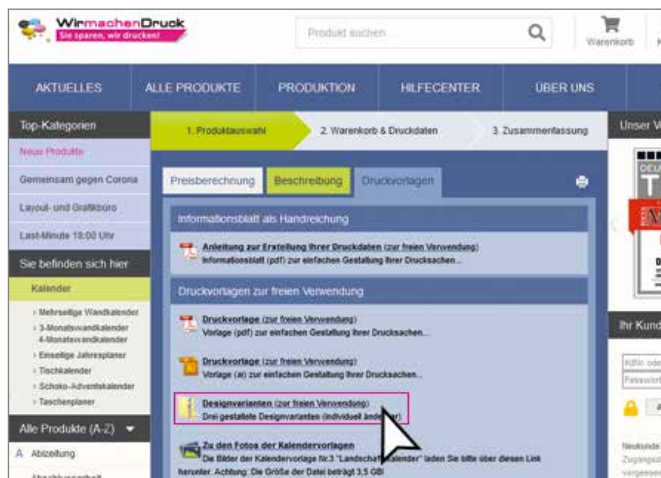 WirmachenDruck
Sie sparen, wir drucken!
Produkt suchen...
Warenkorb
AKTUELLES
ALLE PRODUKTE
PRODUKTION
HILFECENTER
ÜBER UNS
Top-Kategorien
Neue Produkte
Gemeinsam gegen Corona
Layout- und Grafikbüro
Last-Minute 18:00 Uhr
Sie befinden sich hier
Kalender
› Mehrseitige Wandkalender
› 3-Monatswandkalender
4-Monatswandkalender
› Einseitige Jahresplaner
› Tischkalender
› Schoko-Adventskalender
› Taschenplaner
Alle Produkte (A-Z)
A Abizeitung
1. Produktauswahl
2. Warenkorb & Druckdaten
3. Zusammenfassung
Preisberechnung
Beschreibung
Druckvorlagen
Informationsblatt als Handreichung
Anleitung zur Erstellung Ihrer Druckdaten (zur freien Verwendung)
Informationsblatt (pdf) zur einfachen Gestaltung Ihrer Drucksachen...
Druckvorlagen zur freien Verwendung
Druckvorlage (zur freien Verwendung)
Vorlage (pdf) zur einfachen Gestaltung Ihrer Drucksachen...
Druckvorlage (zur freien Verwendung)
Vorlage (ai) zur einfachen Gestaltung Ihrer Drucksachen...
Designvarianten (zur freien Verwendung)
Drei gestaltete Designvarianten (individuell
Zu den Fotos der Kalendervorlagen
Die Bilder der Kalendervorlage Nr.3 "Landschaftskalender" laden Sie bitte über diesen Link
herunter. Achtung: Die Größe der Datei beträgt 3,5 GB!
Unser
Ihr Kund
KdNr. ode
Passwort
Neukunde
Zugangsd
vergessen